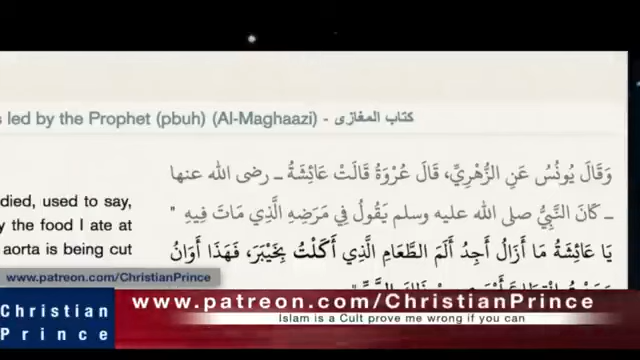 led by the Prophet (pbuh) (Al-Maghaazi) - كتاب المغازى
وَقَالَ يُونُسُ عَنِ الزُّهْرِيِّ، قَالَ عُرْوَةُ قَالَتْ عَائِشَةُ ـ رضى الله عنها
ـ كَانَ النَّبِيُّ صلى الله عليه وسلم يَقُولُ فِي مَرَضِهِ الَّذِي مَاتَ فِيهِ "
يَا عَائِشَةُ مَا أَزَالُ أَجِدُ أَلَمَ الطَّعَامِ الَّذِي أَكَلْتُ بِخَيْبَرَ، فَهَذَا أَوَانُ
died, used to say,
the food I ate at
aorta is being cut
www.patreon.com/ChristianPrince
www.patreon.com/ChristianPrince
Christian
Prince
Islam is a Cult prove me wrong if you can